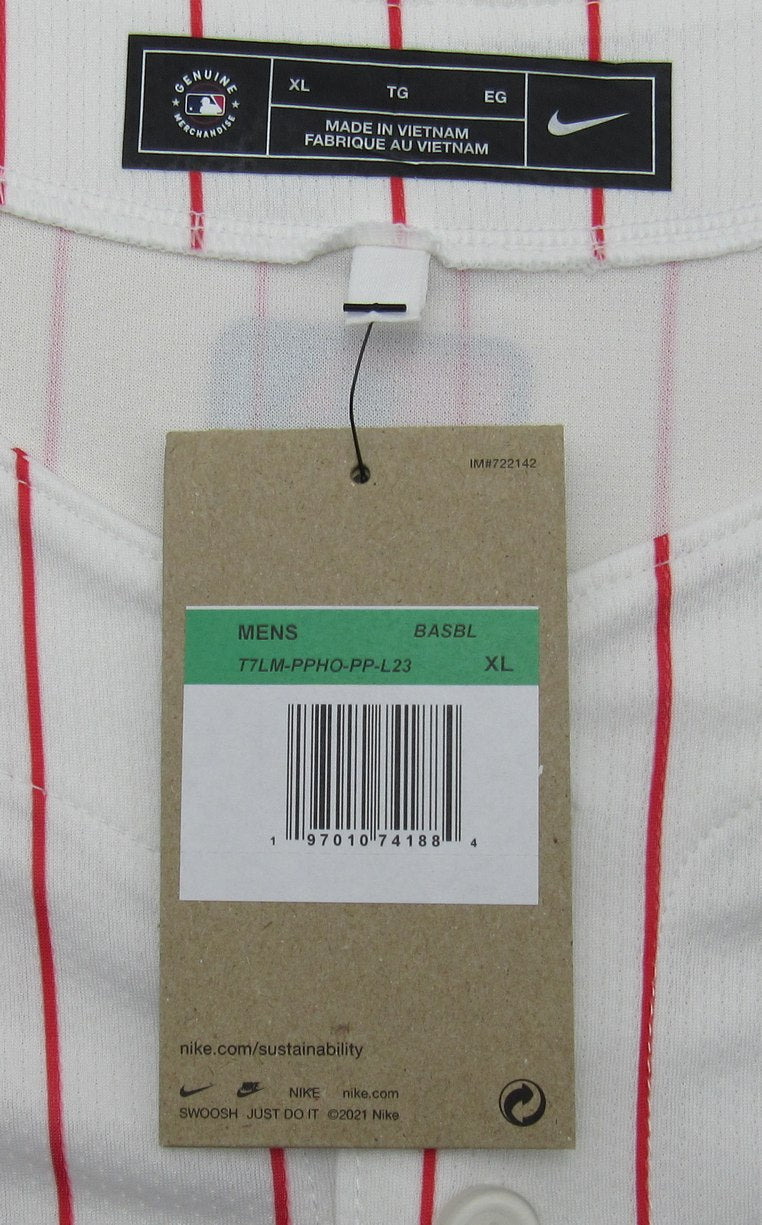 GENUINE
MERCHANDISE
XL TG EG
MADE IN VIETNAM
FABRIQUE AU VIETNAM
IM#722142
MENS BASBL
T7LM-PPHO-PP-L23 XL
1 97010 74188 4
nike.com/sustainability
NIKE nike.com
SWOOSH JUST DO IT ©2021 Nike